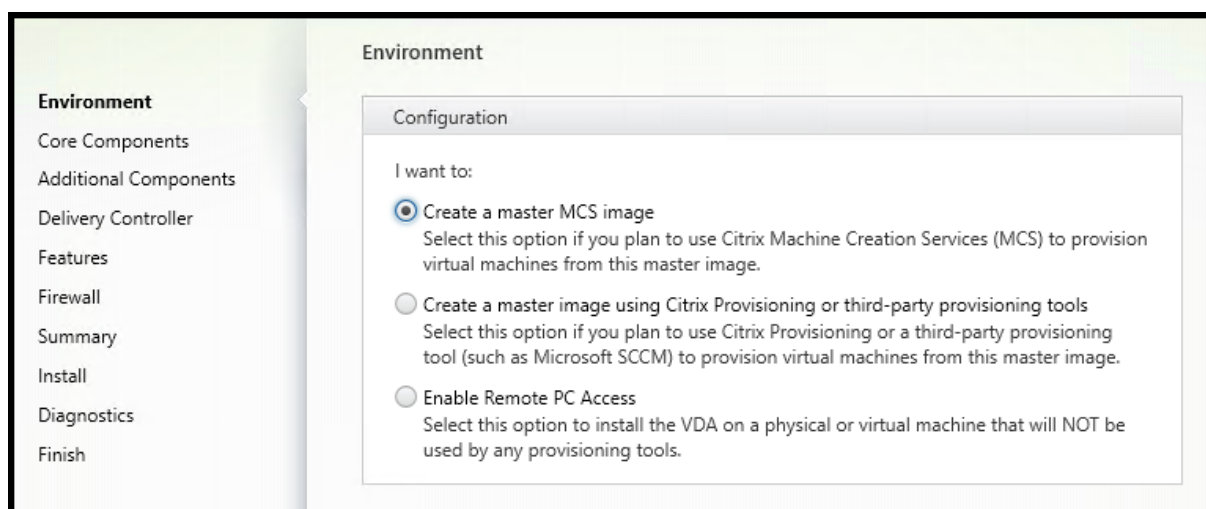 Environment
Core Components
Additional Components
Delivery Controller
Features
Firewall
Summary
Install
Diagnostics
Finish
Environment
Configuration
I want to:
Create a master MCS image
Select this option if you plan to use Citrix Machine Creation Services (MCS) to provision
virtual machines from this master image.
Create a master image using Citrix Provisioning or third-party provisioning tools
Select this option if you plan to use Citrix Provisioning or a third-party provisioning
tool (such as Microsoft SCCM) to provision virtual machines from this master image.
Enable Remote PC Access
Select this option to install the VDA on a physical or virtual machine that will NOT be
used by any provisioning tools.